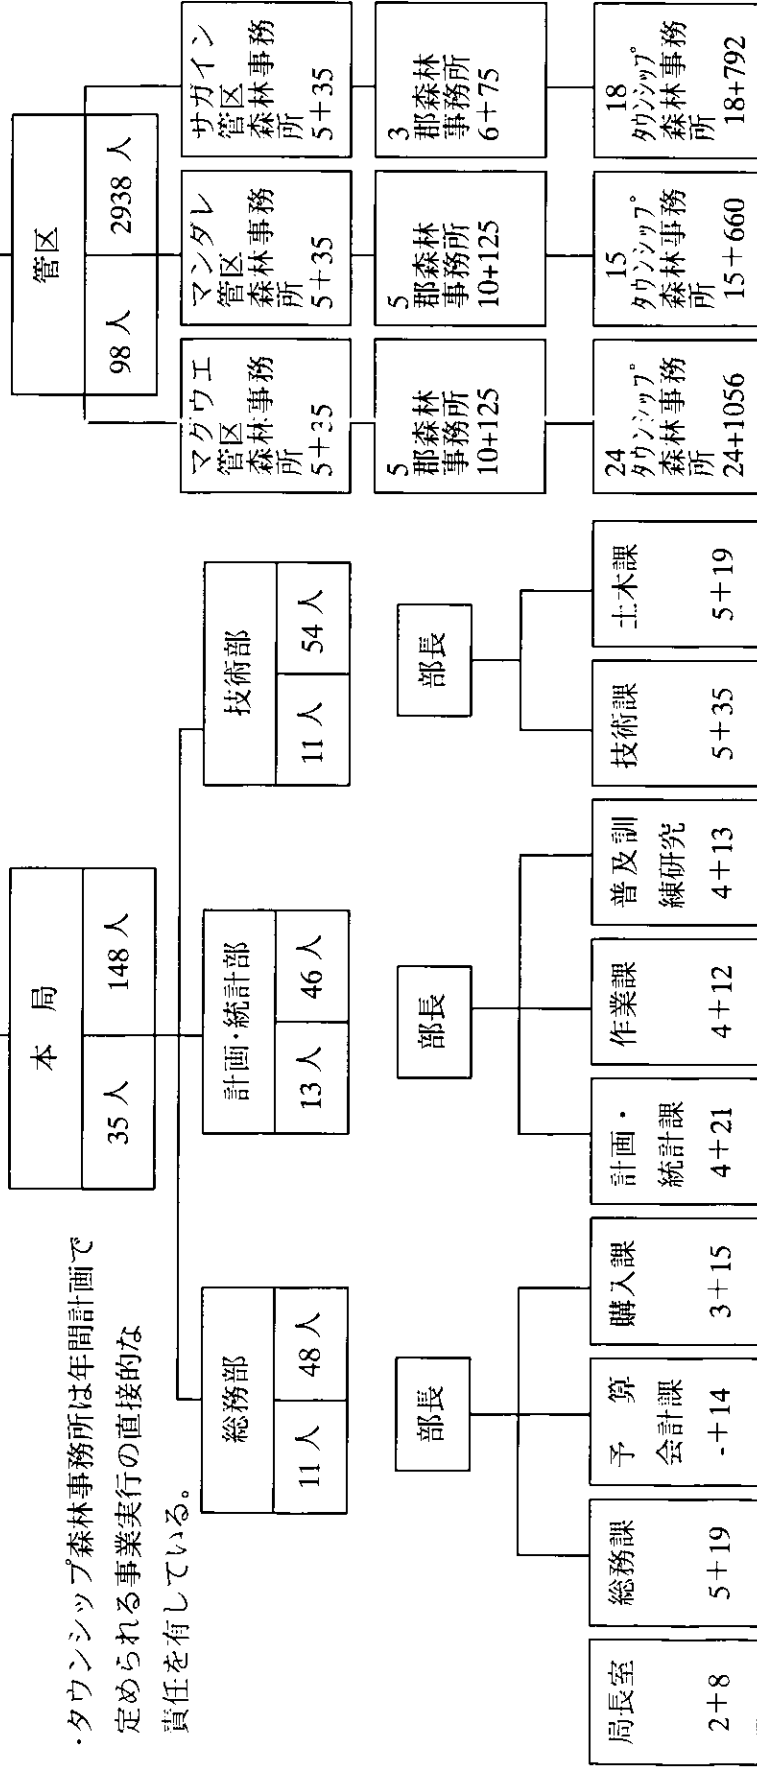 ・タウンシップ森林事務所は年間計画で
定められる事業実行の直接的な
責任を有している。
本 局
35人 148人
管区
98人 2938人
総務部
11人 48人
計画・統計部
13人 46人
技術部
11人 54人
マグウエ
管区
森林事務
所
5+35
マンダレ
管区
森林事務
所
5+35
サガイン
管区
森林事務
所
5+35
部長
部長
部長
5
郡森林
事務所
10+125
5
郡森林
事務所
10+125
3
郡森林
事務所
6+75
局長室
2+8
総務課
5+19
予 算
会計課
-+14
購入課
3+15
計画・
統計課
4+21
作業課
4+12
普及訓
練研究
4+13
技術課
5+35
土木課
5+19
24
タウンシップ
森林事務
所
24+1056
15
タウンシップ
森林事務
所
15+660
18
タウンシップ
森林事務
所
18+792